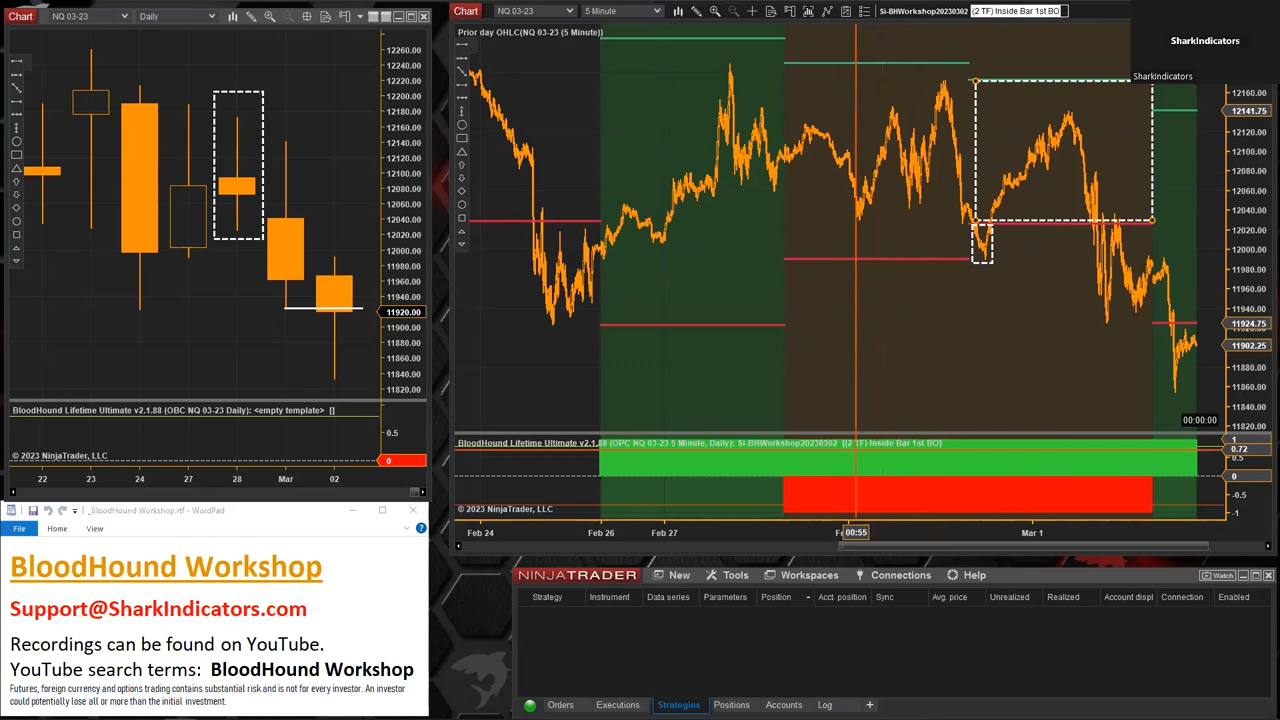 Chart
NQ 03-23
Daily
12260.00
12240.00
12220.00
12200.00
12180.00
12160.00
12140.00
12120.00
12100.00
12080.00
12060.00
12040.00
12020.00
12000.00
11980.00
11960.00
11940.00
11920.00
11900.00
11880.00
11860.00
11840.00
11820.00
BloodHound Lifetime Ultimate v2.1.88 (OBC NQ 03-23 Daily): <empty template> []
0.5
0
© 2023 NinjaTrader, LLC
22 23 24 27 28 Mar 02
Chart
NQ 03-23
5 Minute
Si-BHWorkshop20230302 (2 TF) Inside Bar 1st BO
Prior day OHLC(NQ 03-23 (5 Minute))
SharkIndicators
SharkIndicators
12160.00
12141.75
12120.00
12100.00
12080.00
12060.00
12040.00
12020.00
12000.00
11980.00
11960.00
11940.00
11924.75
11902.25
11880.00
11860.00
11840.00
11820.00
00:00:00
BloodHound Lifetime Ultimate v2.1.88 (OPC NQ 03-23 5 Minute, Daily): Si-BHWorkshop20230302 [(2 TF) Inside Bar 1st BO]
1
0.72
0.5
0
-0.5
-1
© 2023 NinjaTrader, LLC
Feb 24 Feb 26 Feb 27 00:55 Mar 1
_BloodHound Workshop.rtf - WordPad
File Home View
BloodHound Workshop
Support@SharkIndicators.com
Recordings can be found on YouTube.
YouTube search terms: BloodHound Workshop
Futures, foreign currency and options trading contains substantial risk and is not for every investor. An investor
could potentially lose all or more than the initial investment.
NINJATRADER New Tools Workspaces Connections Help
Watch
Strategy Instrument Data series Parameters Position Acct. position Sync Avg. price Unrealized Realized Account displ Connection Enabled
Orders Executions Strategies Positions Accounts Log +